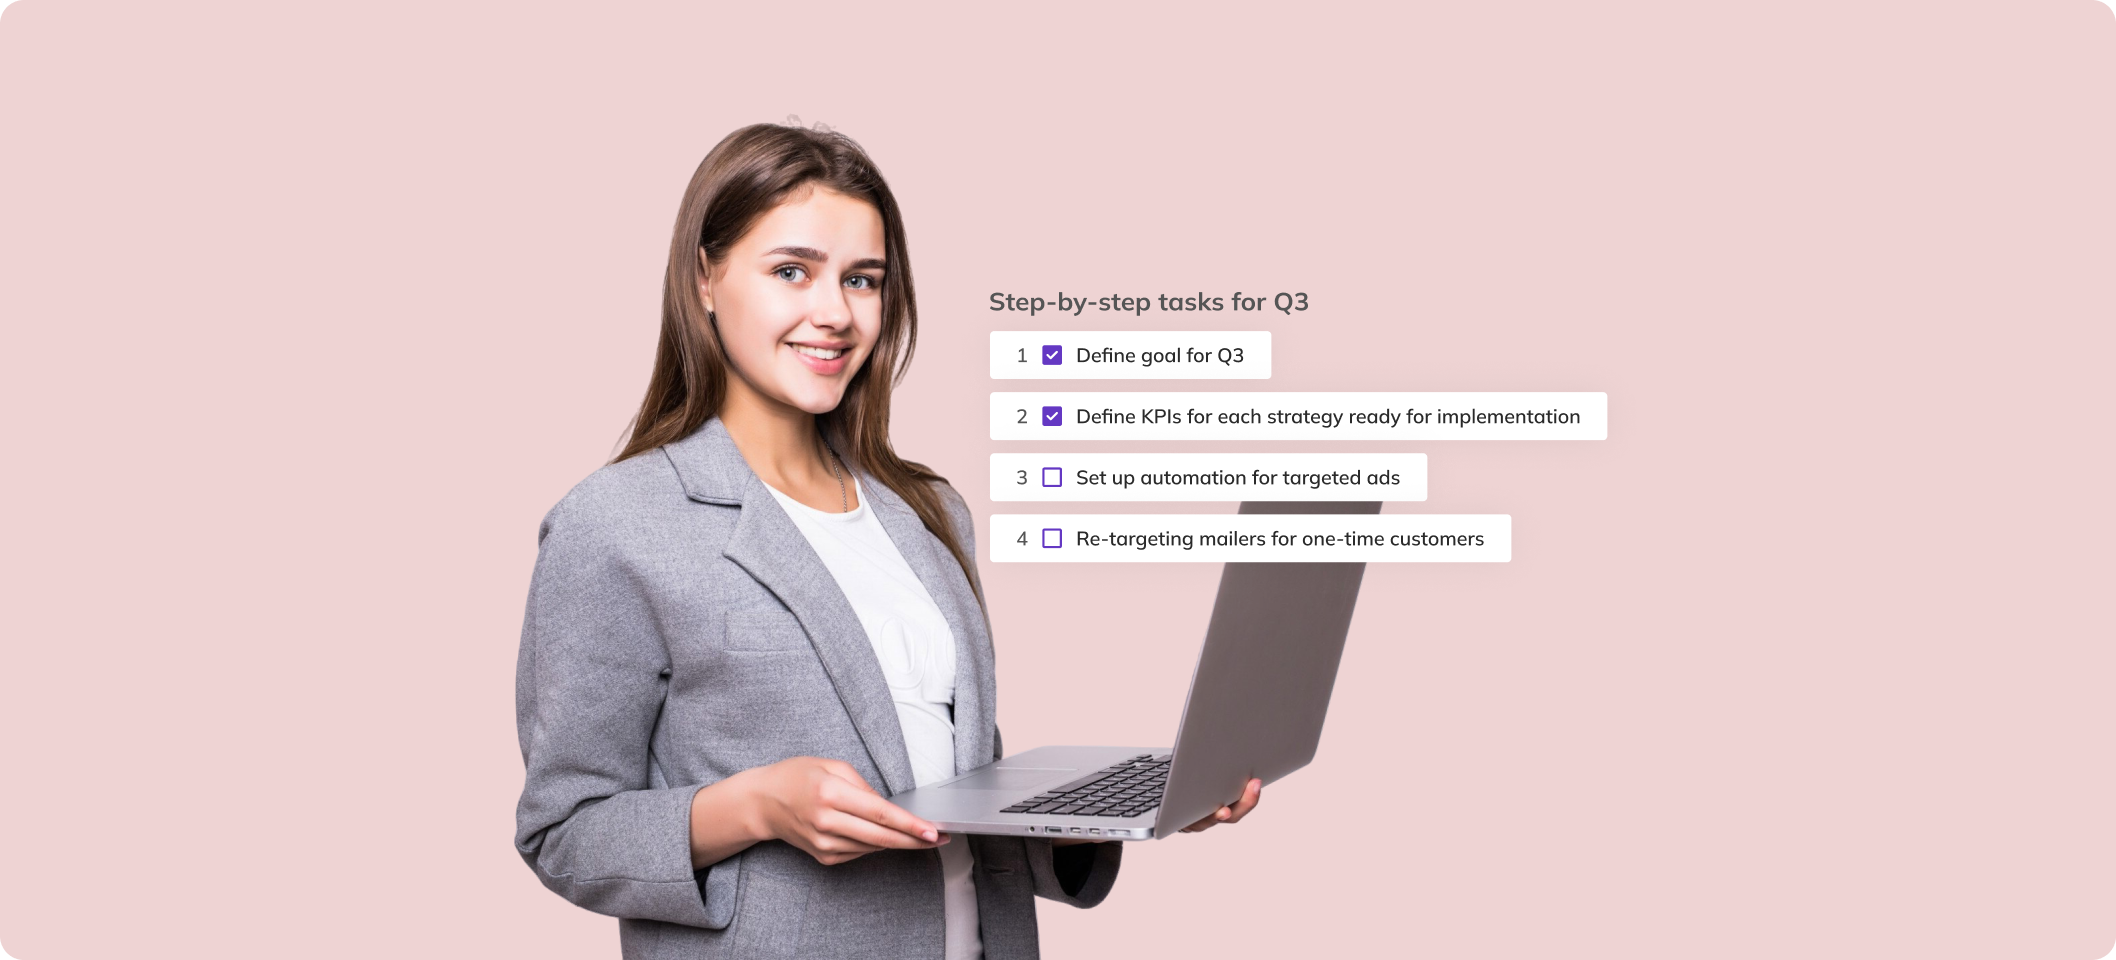 Step-by-step tasks for Q3
1 Define goal for Q3
2 Define KPIs for each strategy ready for implementation
3 Set up automation for targeted ads
4 Re-targeting mailers for one-time customers